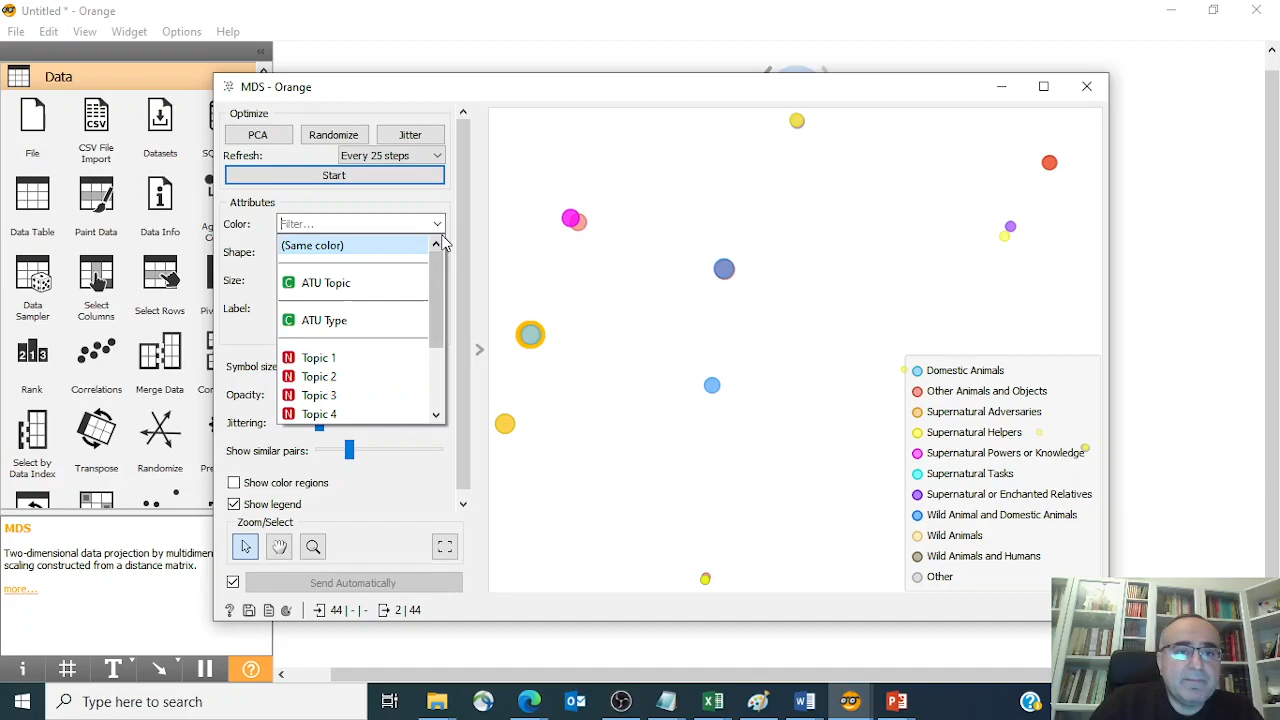 Untitled * - Orange
File Edit View Widget Options Help
Data
File
CSV File Import
Datasets
Data Table
Paint Data
Data Info
Data Sampler
Select Columns
Select Rows
Rank
Correlations
Merge Data
Select by Data Index
Transpose
Randomize
MDS
Two-dimensional data projection by multidimen
scaling constructed from a distance matrix.
more...
MDS - Orange
Optimize
PCA Randomize Jitter
Refresh: Every 25 steps
Start
Attributes
Color: Filter...
Shape:
Size:
Label:
(Same color)
C ATU Topic
C ATU Type
N Topic 1
N Topic 2
N Topic 3
N Topic 4
Symbol size
Opacity:
Jittering:
Show similar pairs:
Show color regions
Show legend
Zoom/Select
Send Automatically
44 | - | - 2 | 44
Domestic Animals
Other Animals and Objects
Supernatural Adversaries
Supernatural Helpers
Supernatural Powers or Knowledge
Supernatural Tasks
Supernatural or Enchanted Relatives
Wild Animal and Domestic Animals
Wild Animals
Wild Animals and Humans
Other
Type here to search